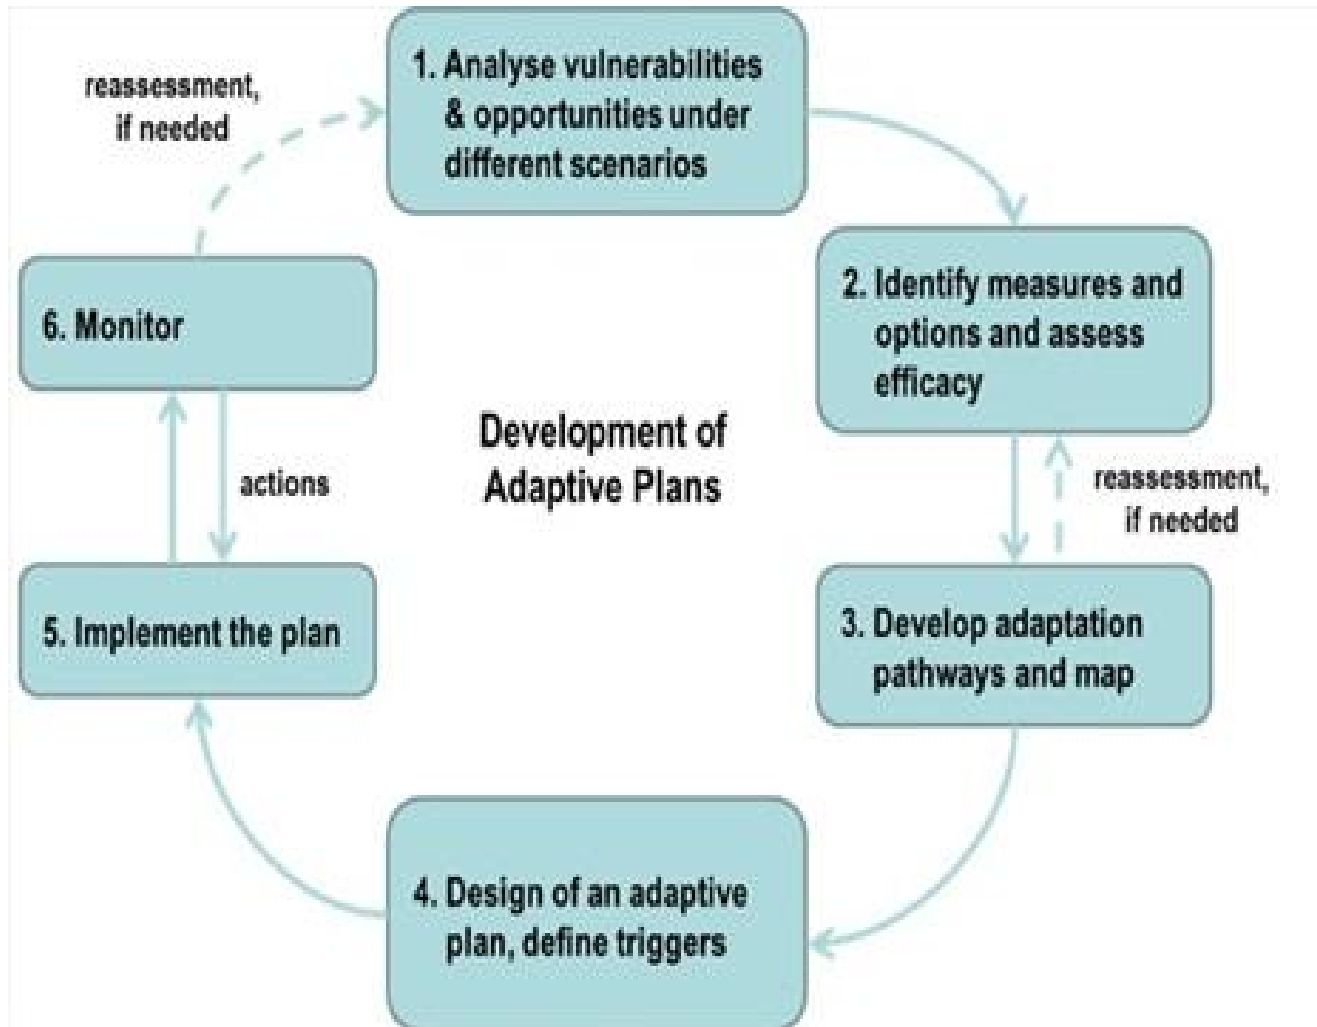 1. Analyse vulnerabilities
& opportunities under
different scenarios
reassessment,
if needed
2. Identify measures and
options and assess
efficacy
6. Monitor
Development of
Adaptive Plans
actions
reassessment,
if needed
3. Develop adaptation
pathways and map
5. Implement the plan
4. Design of an adaptive
plan, define triggers